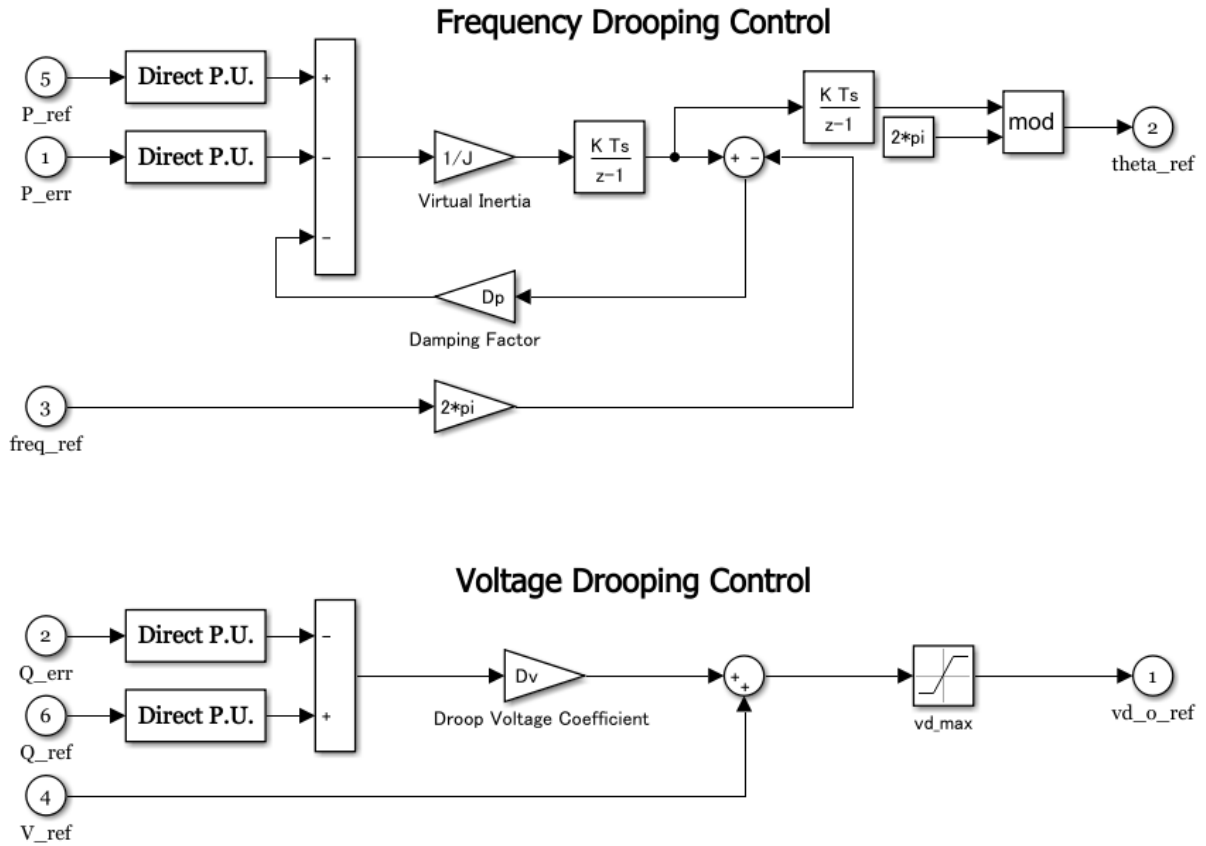 Frequency Drooping Control
5
P_ref
Direct P.U.
+
1
P_err
Direct P.U.
-
-
1/J
Virtual Inertia
K Ts
z-1
+ -
K Ts
z-1
2*pi
mod
2
theta_ref
Dp
Damping Factor
3
freq_ref
2*pi
Voltage Drooping Control
2
Q_err
Direct P.U.
-
6
Q_ref
Direct P.U.
+
Dv
Droop Voltage Coefficient
+
+
vd_max
1
vd_o_ref
4
V_ref